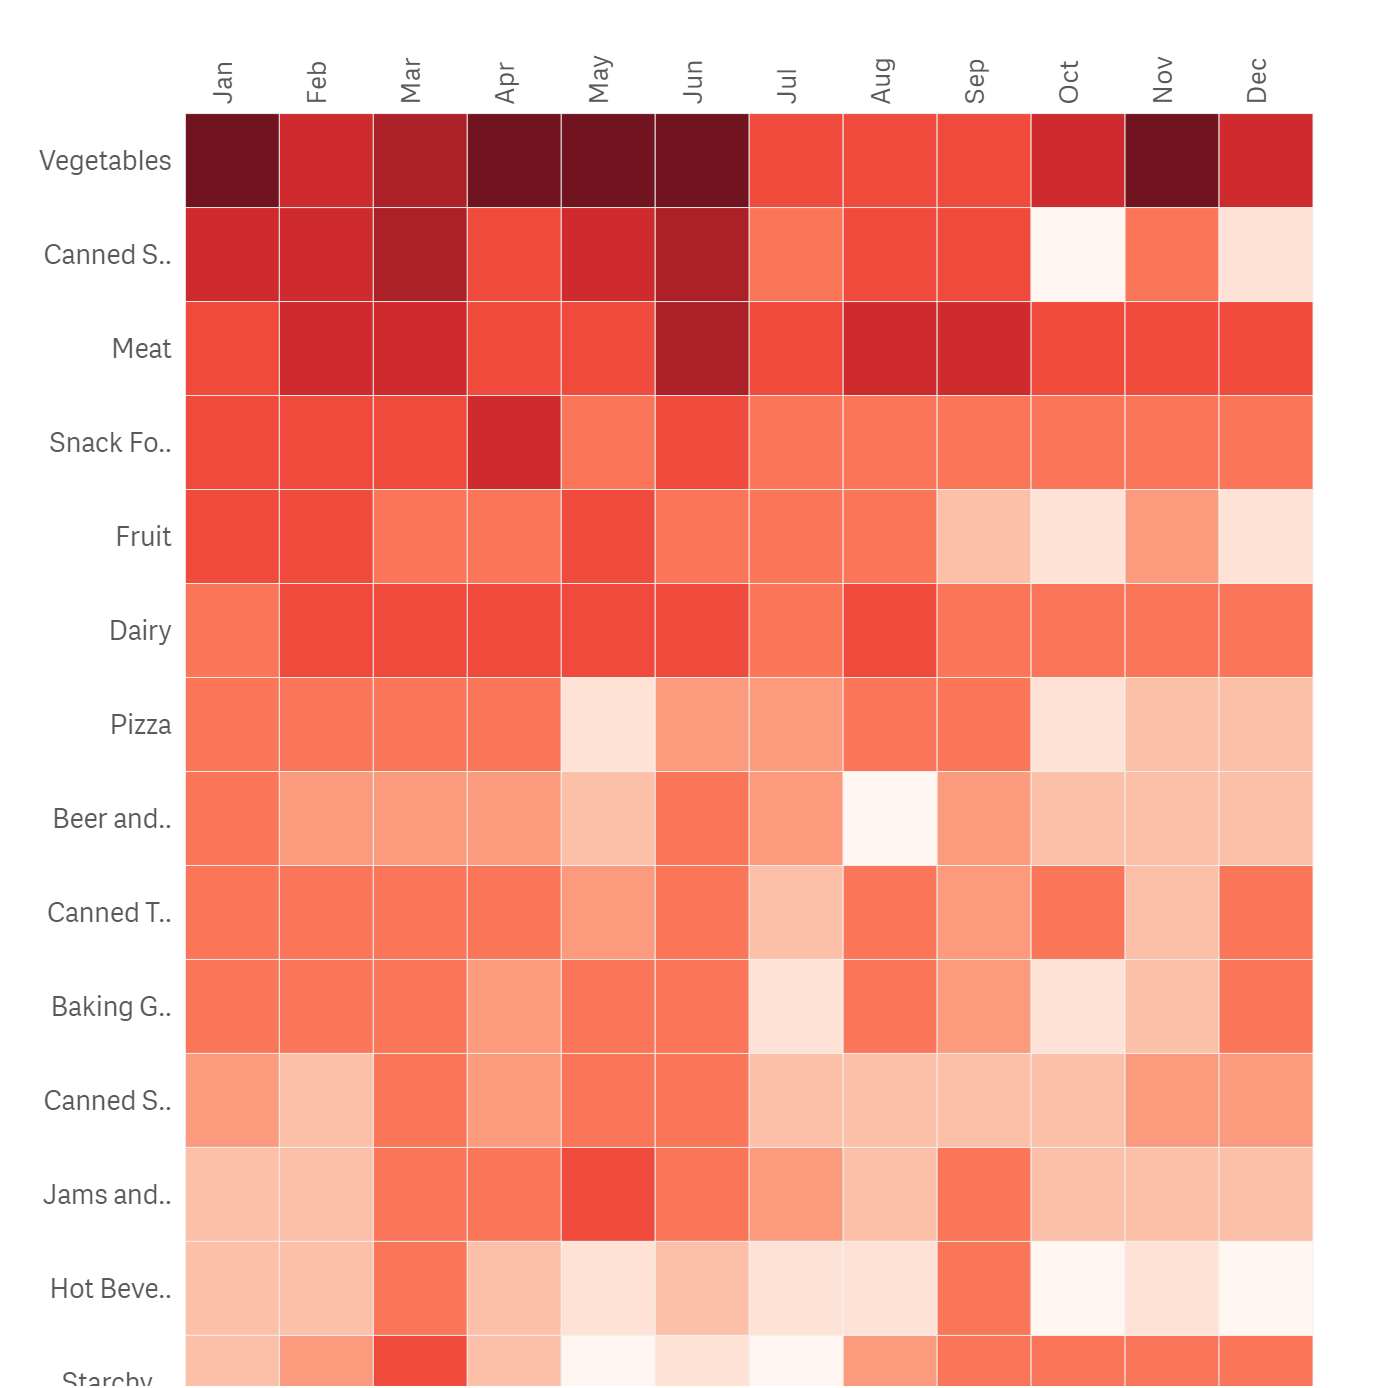 Jan
Feb
Mar
Apr
May
Jun
Jul
Aug
Sep
Oct
Nov
Dec
Vegetables
Canned S..
Meat
Snack Fo..
Fruit
Dairy
Pizza
Beer and..
Canned T..
Baking G..
Canned S..
Jams and..
Hot Beve..
Starchy